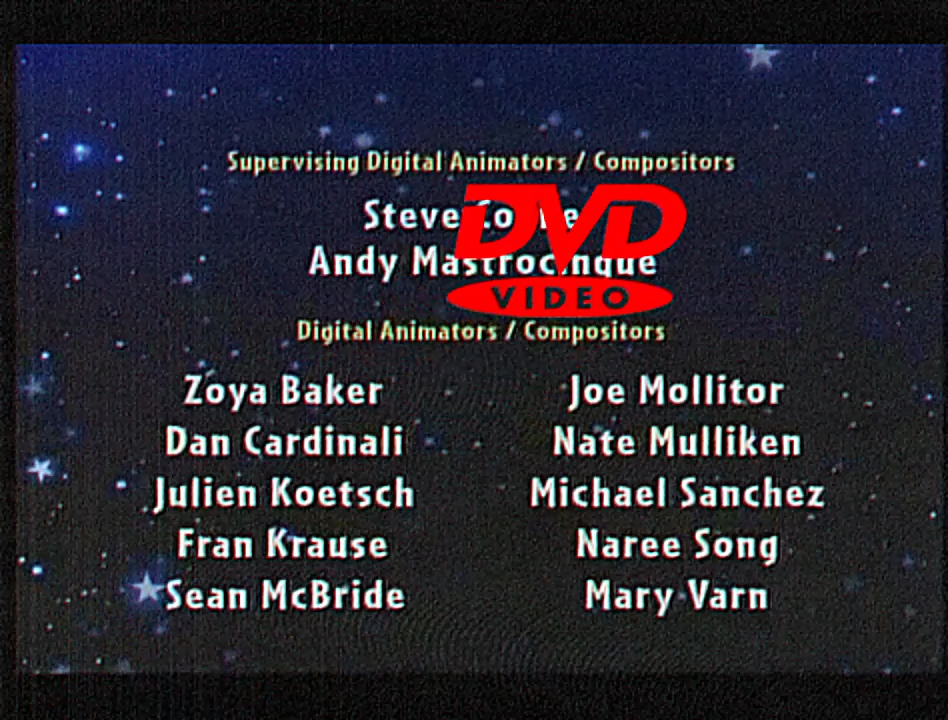 Supervising Digital Animators / Compositors
Steve
Andy Mastrocinque
DVD
VIDEO
Digital Animators / Compositors
Zoya Baker Joe Mollitor
Dan Cardinali Nate Mulliken
Julien Koetsch Michael Sanchez
Fran Krause Naree Song
Sean McBride Mary Varn